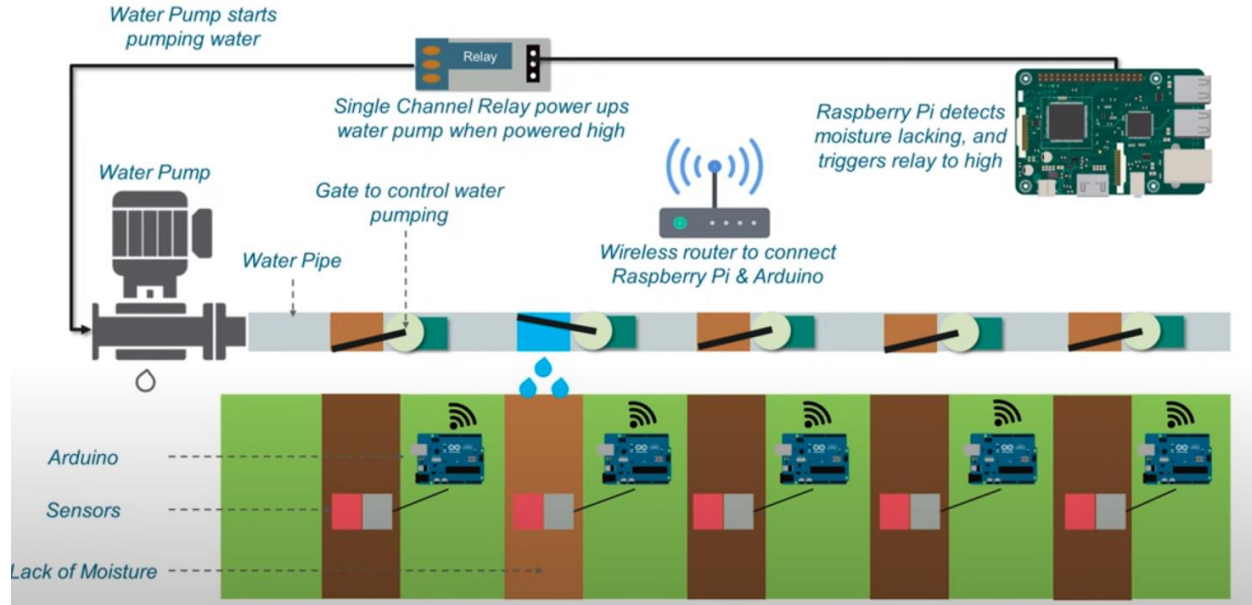 Water Pump starts
pumping water
Relay
Single Channel Relay power ups
water pump when powered high
Raspberry Pi detects
moisture lacking, and
triggers relay to high
Water Pump
Gate to control water
pumping
Wireless router to connect
Raspberry Pi & Arduino
Water Pipe
Arduino
Sensors
Lack of Moisture